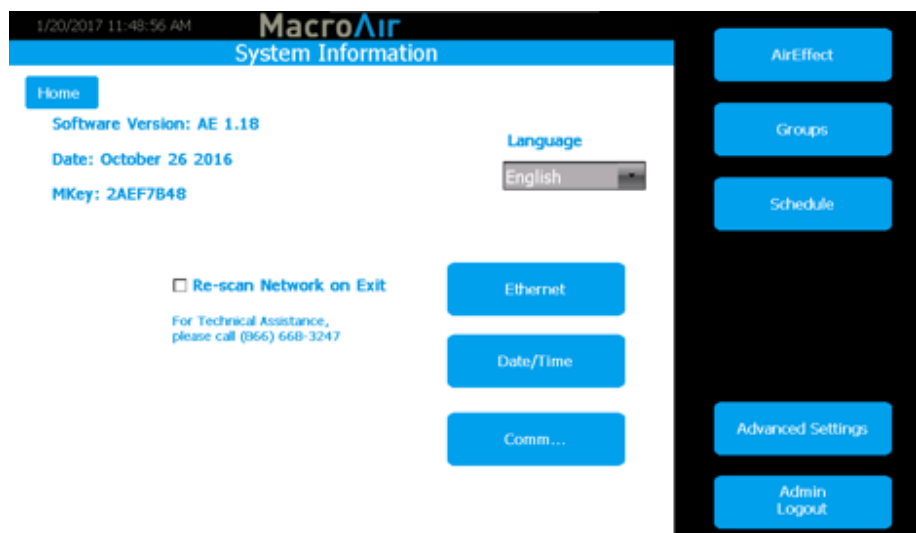 1/20/2017 11:48:56 AM
MacroAir
System Information
Home
Software Version: AE 1.18
Date: October 26 2016
MKey: 2AEF7B48
Language
English
Re-scan Network on Exit
For Technical Assistance,
please call (866) 668-3247
Ethernet
Date/Time
Comm...
AirEffect
Groups
Schedule
Advanced Settings
Admin
Logout